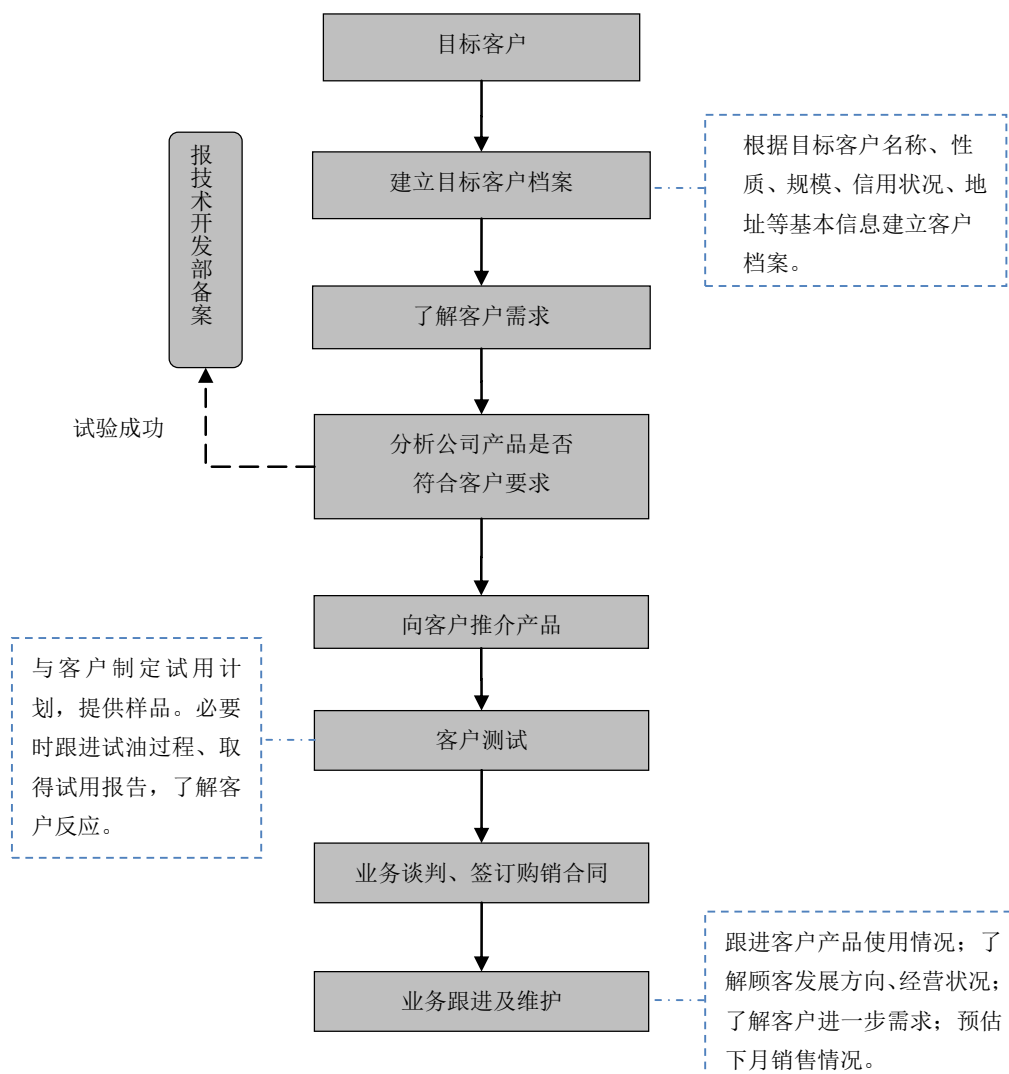 目标客户
建立目标客户档案
根据目标客户名称、性
质、规模、信用状况、地
址等基本信息建立客户
档案。
报技术开发部备案
了解客户需求
试验成功
分析公司产品是否
符合客户要求
向客户推介产品
与客户制定试用计
划，提供样品。必要
时跟进试油过程、取
得试用报告，了解客
户反应。
客户测试
业务谈判、签订购销合同
业务跟进及维护
跟进客户产品使用情况；了
解顾客发展方向、经营状况；
了解客户进一步需求；预估
下月销售情况。